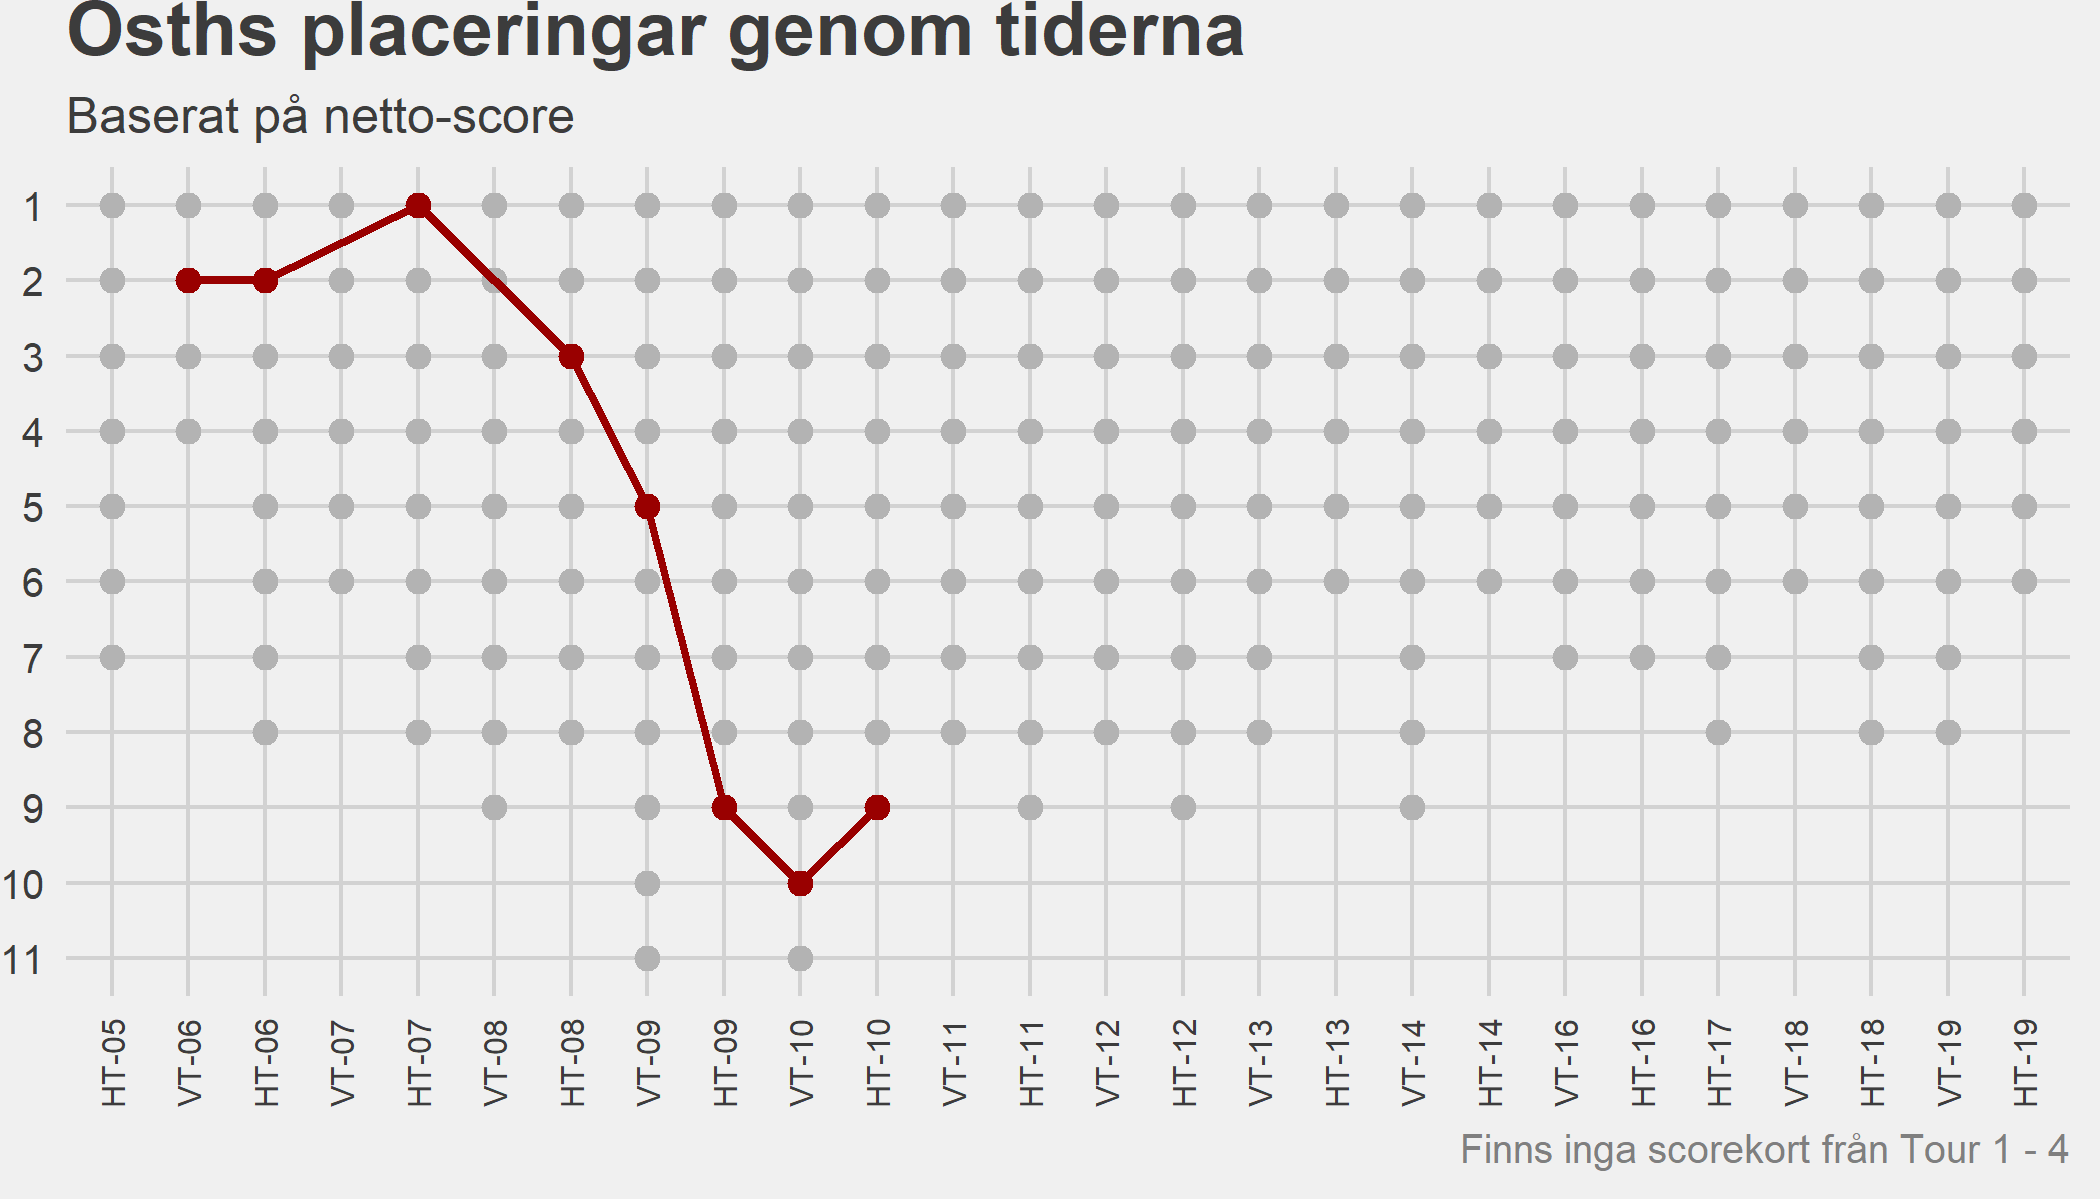 Osths placeringar genom tiderna
Baserat på netto-score
1
2
3
4
5
6
7
8
9
10
11
HT-05
VT-06
HT-06
VT-07
HT-07
VT-08
HT-08
VT-09
HT-09
VT-10
HT-10
VT-11
HT-11
VT-12
HT-12
VT-13
HT-13
VT-14
HT-14
VT-16
HT-16
HT-17
VT-18
HT-18
VT-19
HT-19
Finns inga scorekort från Tour 1 - 4